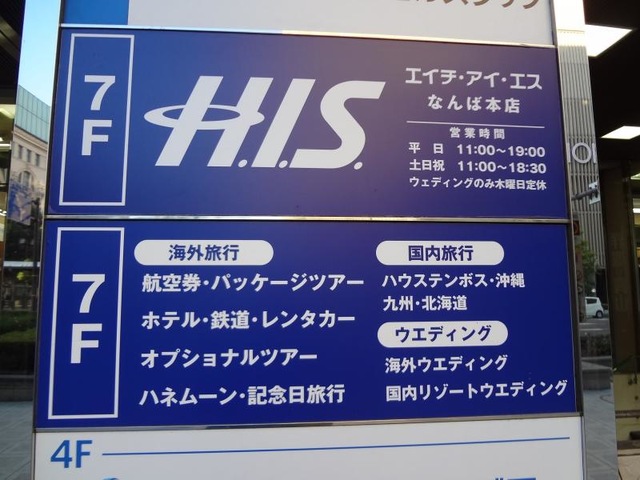 7F
H.I.S.
エイチ・アイ・エス
なんば本店
営業時間
平日 11:00～19:00
土日祝 11:00～18:30
ウェディングのみ木曜日定休
7F
海外旅行
航空券・パッケージツアー
ホテル・鉄道・レンタカー
オプショナルツアー
ハネムーン・記念日旅行
国内旅行
ハウステンボス・沖縄
九州・北海道
ウエディング
海外ウエディング
国内リゾートウエディング
4F